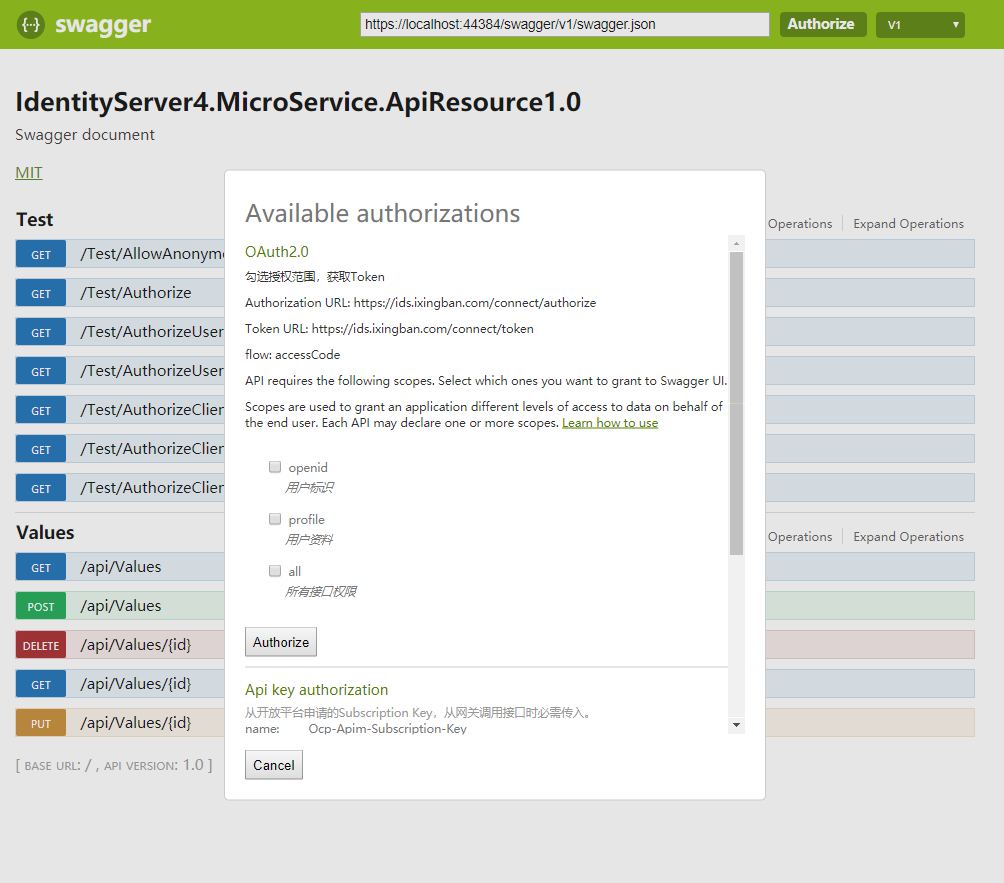 swagger
https://localhost:44384/swagger/v1/swagger.json
Authorize
V1
IdentityServer4.MicroService.ApiResource1.0
Swagger document
MIT
Test
Operations
Expand Operations
GET /Test/AllowAnonym
GET /Test/Authorize
GET /Test/AuthorizeUser
GET /Test/AuthorizeUser
GET /Test/AuthorizeClien
GET /Test/AuthorizeClien
GET /Test/AuthorizeClien
Values
Operations
Expand Operations
GET /api/Values
POST /api/Values
DELETE /api/Values/{id}
GET /api/Values/{id}
PUT /api/Values/{id}
[ BASE URL: / , API VERSION: 1.0 ]
Available authorizations
OAuth2.0
勾选授权范围，获取Token
Authorization URL: https://ids.ixingban.com/connect/authorize
Token URL: https://ids.ixingban.com/connect/token
flow: accessCode
API requires the following scopes. Select which ones you want to grant to Swagger UI.
Scopes are used to grant an application different levels of access to data on behalf of
the end user. Each API may declare one or more scopes. Learn how to use
openid
用户标识
profile
用户资料
all
所有接口权限
Authorize
Api key authorization
从开放平台申请的Subscription Key，从网关调用接口时必需传入。
name: Ocp-Apim-Subscription-Key
Cancel